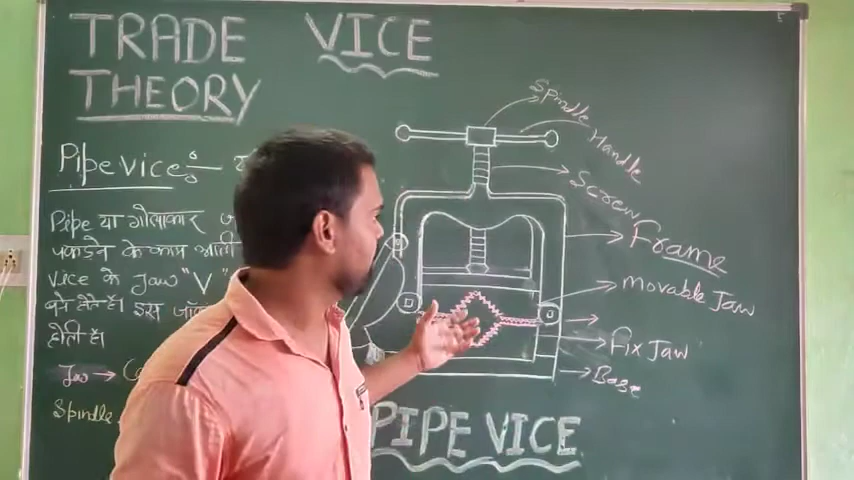 TRADE VICE
THEORY
Pipe vice :-
Pipe या गोलाकार
पकड़ने के काम आती
Vice के Jaw "V"
के होते हैं। इस
होती हैं।
Jaw →
Spindle
Spindle
Handle
Screw
Frame
movable Jaw
Fix Jaw
Base
PIPE VICE